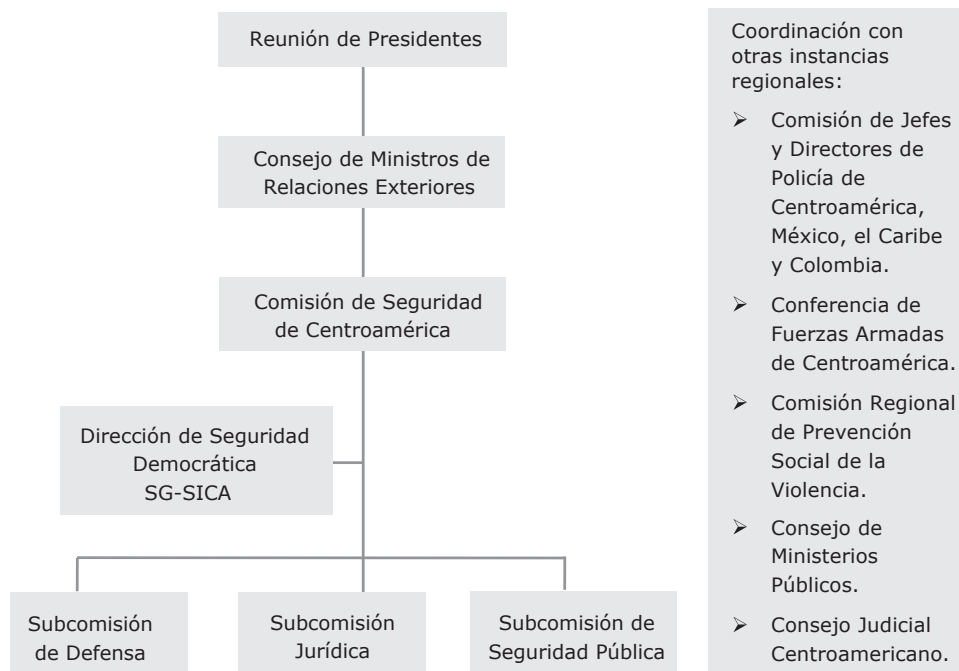 Reunión de Presidentes
Consejo de Ministros de
Relaciones Exteriores
Comisión de Seguridad
de Centroamérica
Dirección de Seguridad
Democrática
SG-SICA
Subcomisión
de Defensa
Subcomisión
Jurídica
Subcomisión de
Seguridad Pública
Coordinación con
otras instancias
regionales:
➢ Comisión de Jefes
y Directores de
Policía de
Centroamérica,
México, el Caribe
y Colombia.
➢ Conferencia de
Fuerzas Armadas
de Centroamérica.
➢ Comisión Regional
de Prevención
Social de la
Violencia.
➢ Consejo de
Ministerios
Públicos.
➢ Consejo Judicial
Centroamericano.